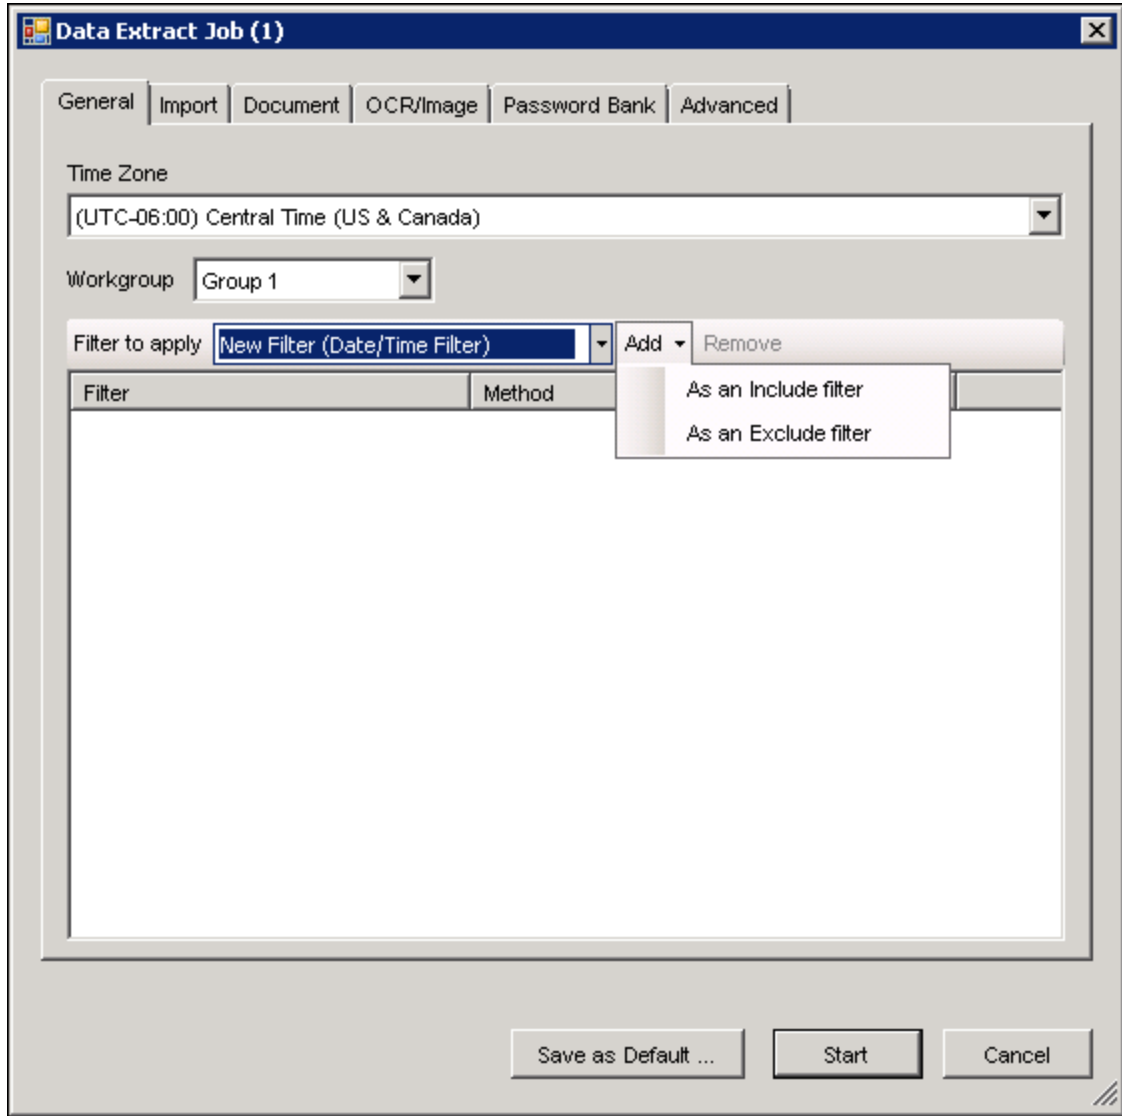 Data Extract Job (1)
General Import Document OCR/Image Password Bank Advanced
Time Zone
(UTC-06:00) Central Time (US & Canada)
Workgroup Group 1
Filter to apply New Filter (Date/Time Filter) Add Remove
Filter Method As an Include filter
As an Exclude filter
Save as Default ... Start Cancel